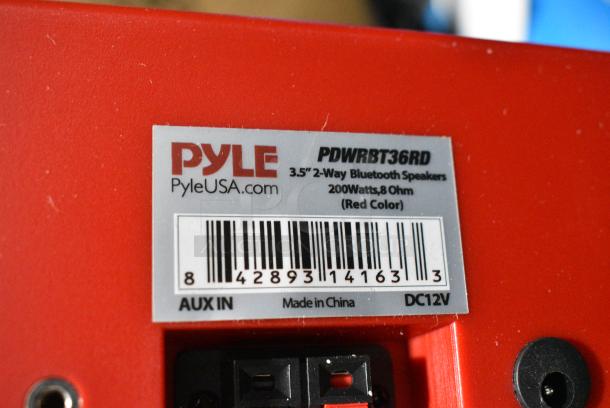 PYLE
PyleUSA.com
PDWRBT36RD
3.5" 2-Way Bluetooth Speakers
200Watts,8 Ohm
(Red Color)
8 42893 14163 3
AUX IN
Made in China
DC12V